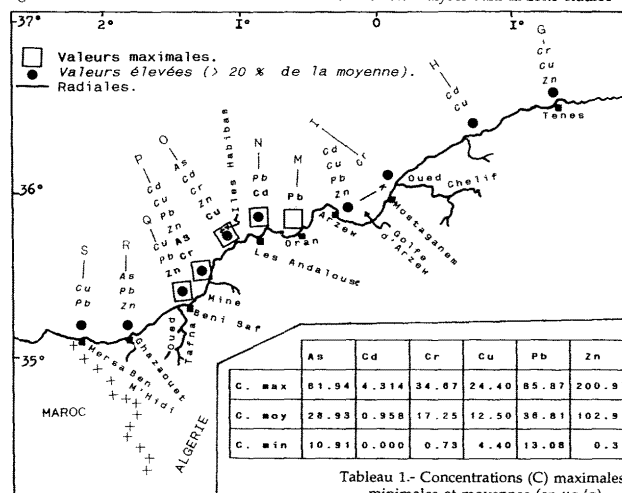 37°
2°
1°
0
1°
36°
35°
Valeurs maximales.
Valeurs élevées (> 20 % de la moyenne).
Radiales.
G
Cr
Cu
Zn
Tenes
H
Cd
Cu
I
Cr
K
Cd
Cu
Pb
Zn
Oued Chelif
Mostaganem
Golfe d'Arzew
Arzew
M
Pb
Oran
N
Pb
Cd
Les Andalouse
Iles Habibas
O
As
Cd
Cr
Zn
Cu
P
Cd
Cu
Pb
Zn
As
Cr
Q
Cu
Pb
Zn
Mine
Beni Saf
Oued Tafna
R
As
Pb
Zn
Ghazaouet
S
Cu
Pb
Mersa Ben M'Hidi
MAROC
ALGERIE
As Cd Cr Cu Pb Zn
C. max 61.94 4.314 34.67 24.40 85.87 200.9
C. moy 28.93 0.958 17.25 12.50 36.81 102.9
C. min 10.91 0.000 0.73 4.40 13.08 0.3
Tableau 1.- Concentrations (C) maximales
minimales et moyennes (en µg/g)